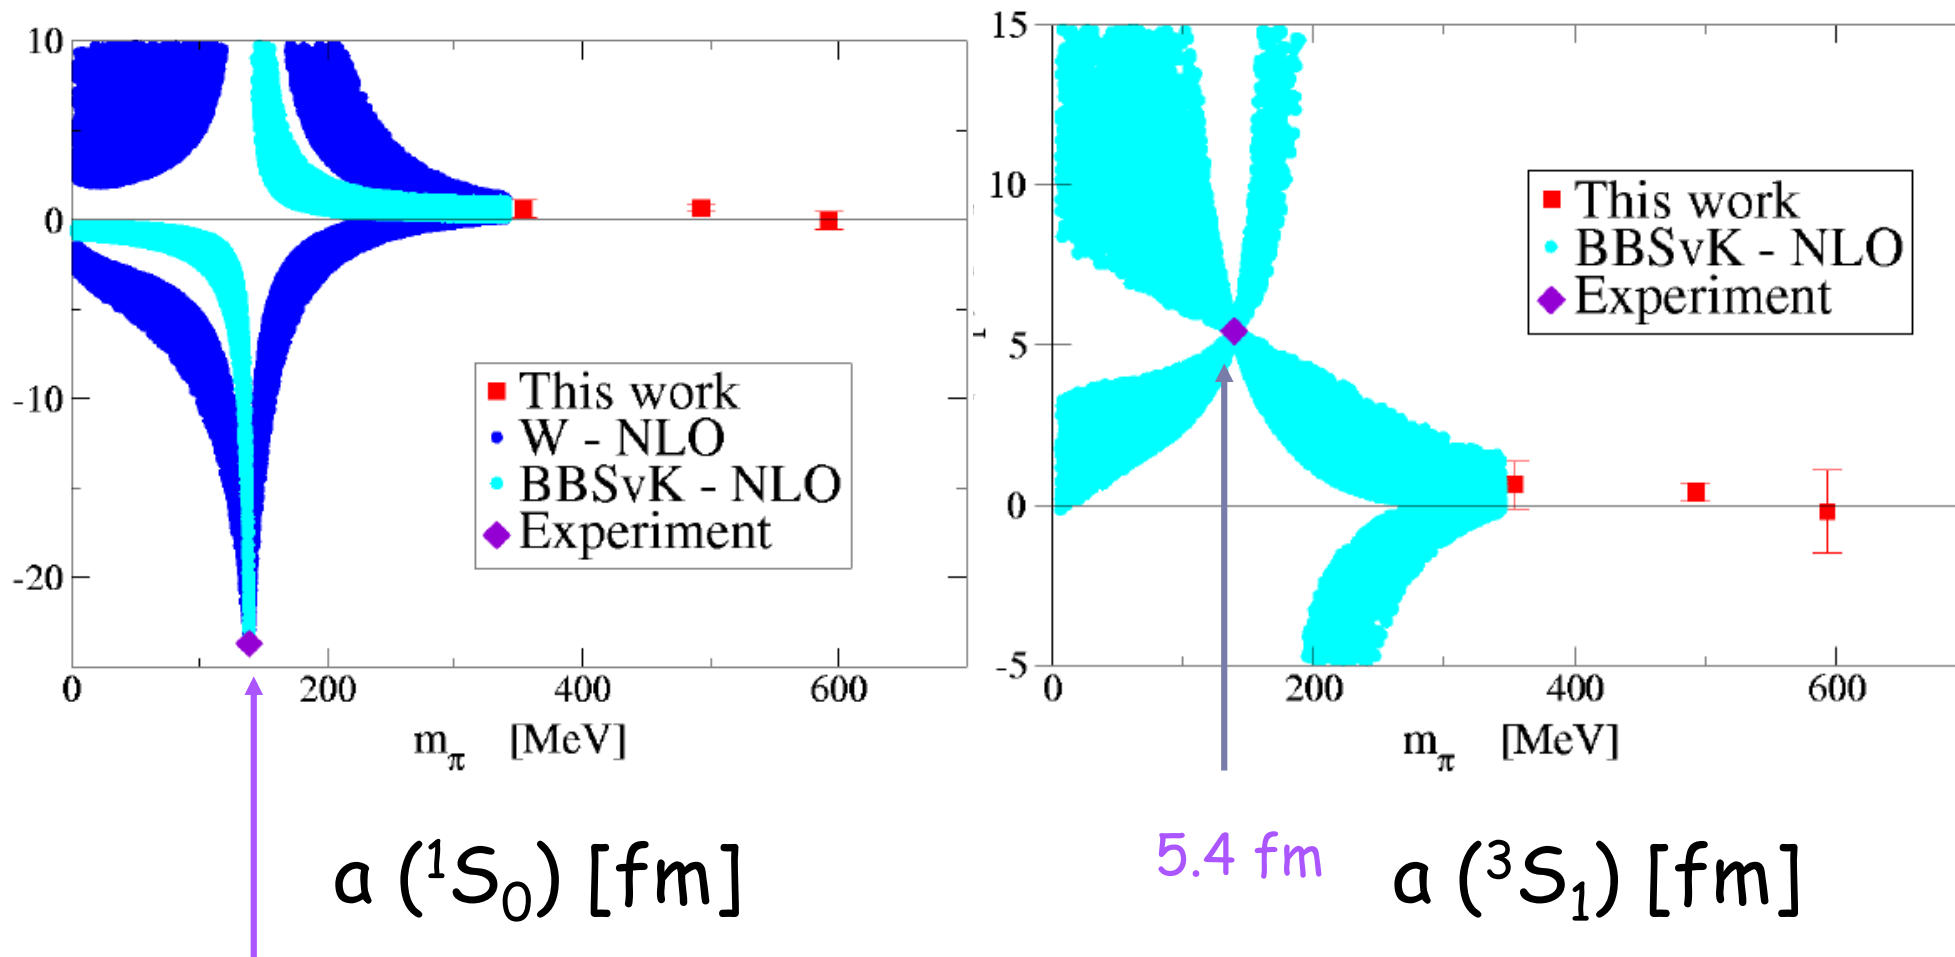 10
0
-10
-20
0 200 400 600
m_π [MeV]
This work
W - NLO
BBSvK - NLO
Experiment
a (¹S₀) [fm]
15
10
5
0
-5
0 200 400 600
m_π [MeV]
This work
BBSvK - NLO
Experiment
5.4 fm
a (³S₁) [fm]